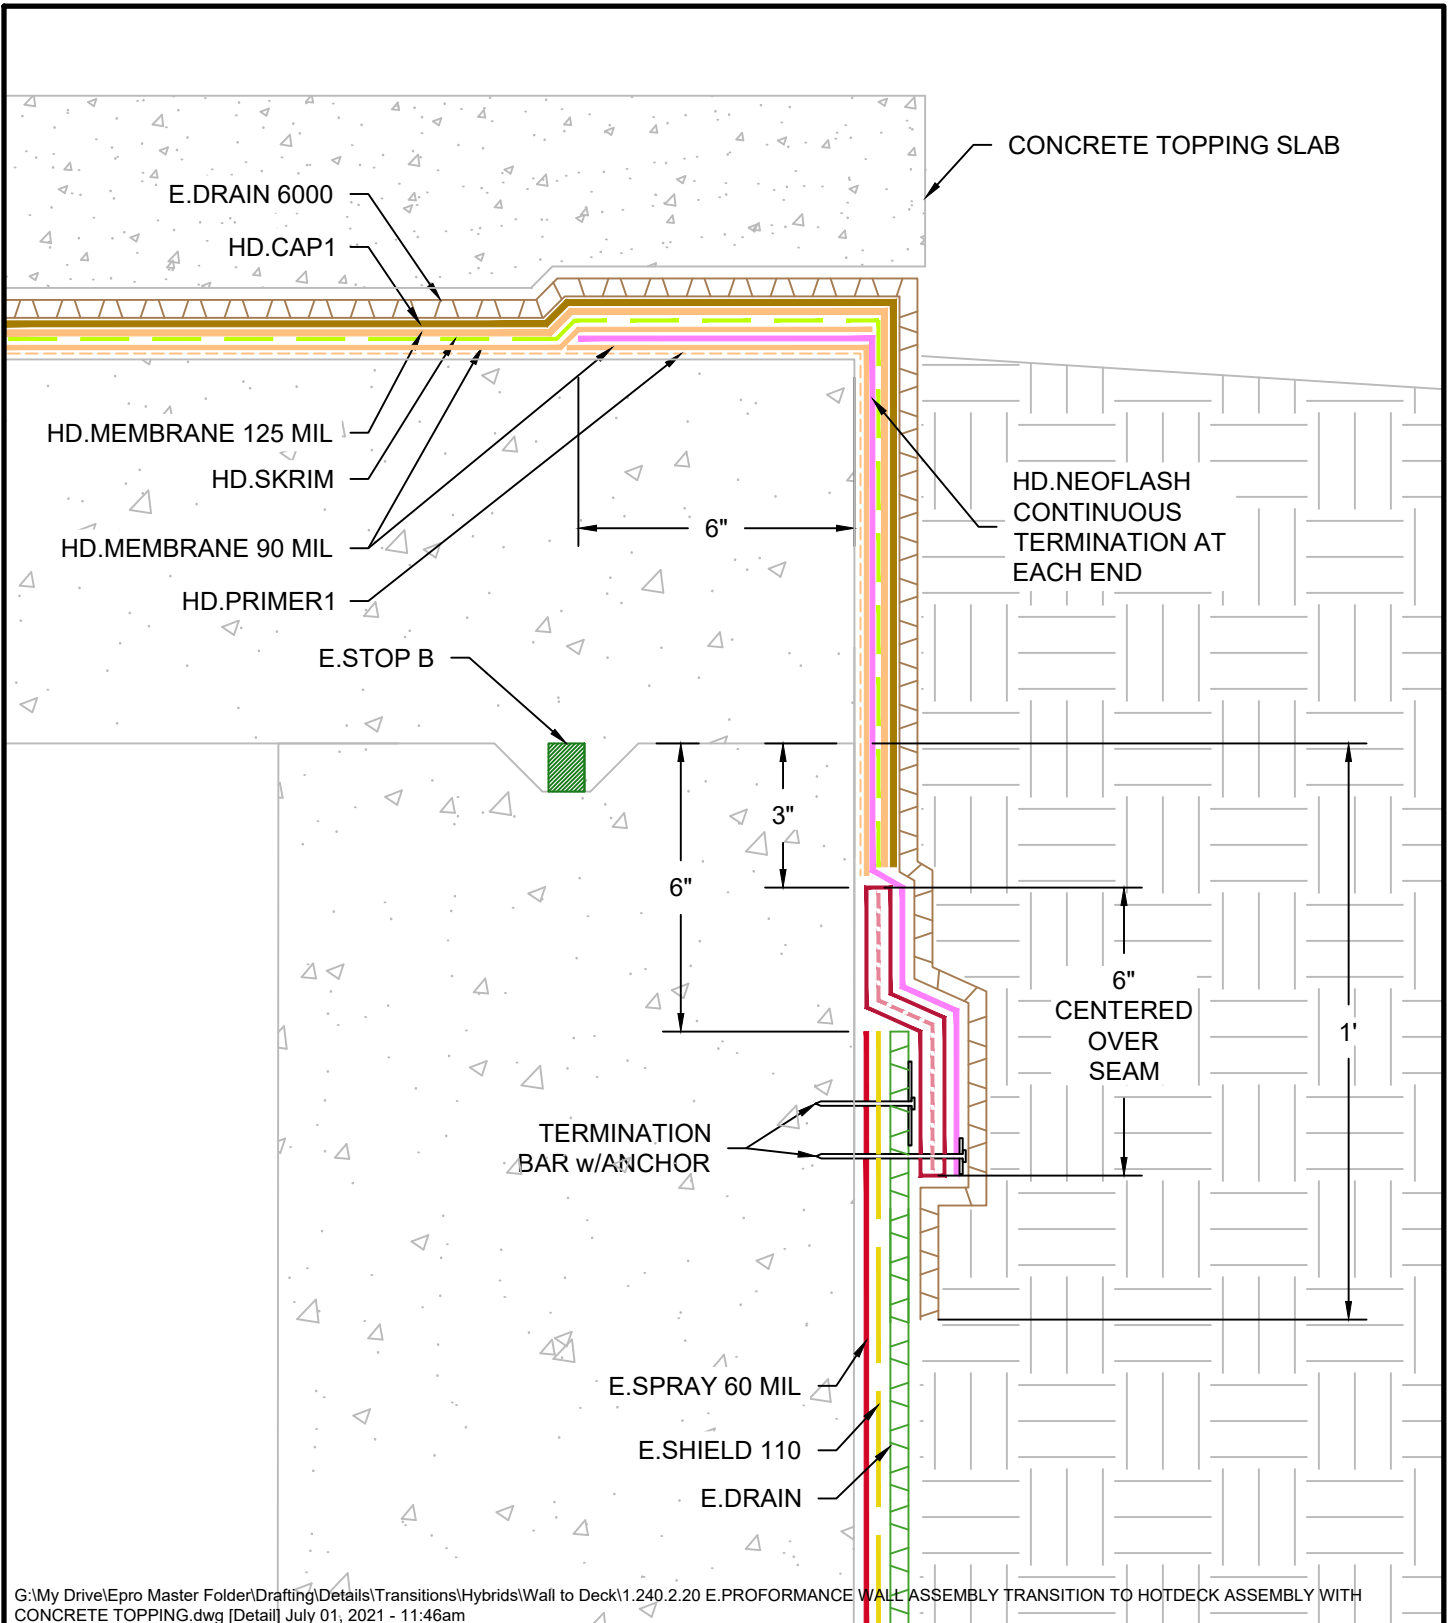 CONCRETE TOPPING SLAB
E.DRAIN 6000
HD.CAP1
HD.MEMBRANE 125 MIL
HD.SKRIM
HD.MEMBRANE 90 MIL
HD.PRIMER1
E.STOP B
6"
HD.NEOFLASH
CONTINUOUS
TERMINATION AT
EACH END
3"
6"
6"
CENTERED
OVER
SEAM
1'
TERMINATION
BAR w/ANCHOR
E.SPRAY 60 MIL
E.SHIELD 110
E.DRAIN
G:\My Drive\Epro Master Folder\Drafting\Details\Transitions\Hybrids\Wall to Deck\1.240.2.20 E.PROFORMANCE WALL ASSEMBLY TRANSITION TO HOTDECK ASSEMBLY WITH
CONCRETE TOPPING.dwg [Detail] July 01, 2021 - 11:46am